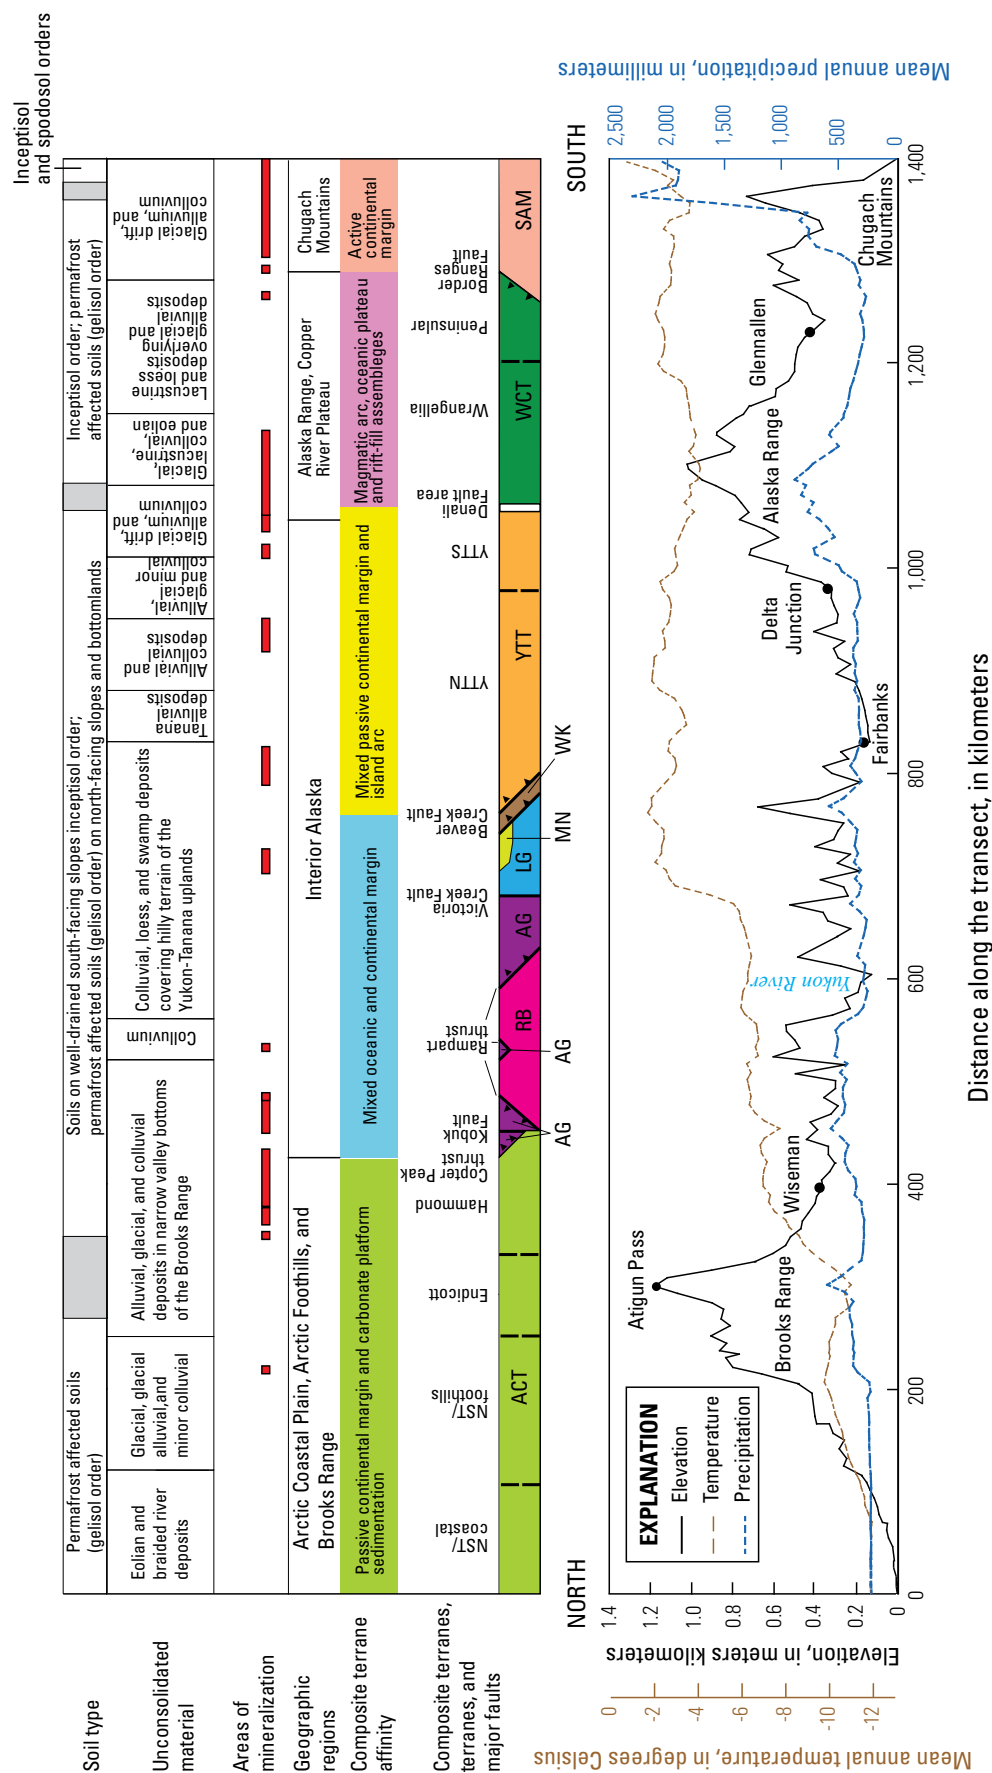 Soil type
Permafrost affected soils
(gelisol order)
Soils on well-drained south-facing slopes inceptisol order;
permafrost affected soils (gelisol order) on north-facing slopes and bottomlands
Inceptisol order; permafrost
affected soils (gelisol order)
Inceptisol
and spodosol orders
Unconsolidated
material
Eolian and
braided river
deposits
Glacial, glacial
alluvial,and
minor colluvial
Alluvial, glacial, and colluvial
deposits in narrow valley bottoms
of the Brooks Range
Colluvium
Colluvial, loess, and swamp deposits
covering hilly terrain of the
Yukon-Tanana uplands
Tanana
alluvial
deposits
Alluvial and
colluvial
deposits
Alluvial,
glacial
and minor
colluvial
Glacial drift,
alluvium, and
colluvium
Glacial,
lacustrine,
colluvial,
and eolian
Lacustrine
and loess
deposits
overlying
glacial and
alluvial
deposits
Glacial drift,
alluvium, and
colluvium
Areas of
mineralization
Geographic
regions
Arctic Coastal Plain, Arctic Foothills, and
Brooks Range
Interior Alaska
Alaska Range, Copper
River Plateau
Chugach
Mountains
Composite terrane
affinity
Passive continental margin and carbonate platform
sedimentation
Mixed oceanic and continental margin
Mixed passive continental margin and
island arc
Magmatic arc, oceanic plateau
and rift-fill assembleges
Active
continental
margin
Composite terranes,
terranes, and
major faults
NST/
coastal
NST/
foothills
Endicott
Hammond
Copter Peak
thrust
Kobuk
Fault
Rampart
thrust
Victoria
Creek Fault
Beaver
Creek Fault
YTTN
YTTS
Denali
Fault area
Wrangellia
Peninsular
Border
Ranges
Fault
ACT
RB
AG
LG
YTT
WCT
SAM
AG
AG
MN
WK
NORTH
SOUTH
Mean annual temperature, in degrees Celsius
0
-2
-4
-6
-8
-10
-12
Elevation, in meters kilometers
1.4
1.2
1.0
0.8
0.6
0.4
0.2
0
EXPLANATION
Elevation
Temperature
Precipitation
Atigun Pass
Brooks Range
Wiseman
Yukon River
Fairbanks
Delta
Junction
Alaska Range
Glennallen
Chugach
Mountains
2,500
2,000
1,500
1,000
500
0
Mean annual precipitation, in millimeters
0
200
400
600
800
1,000
1,200
1,400
Distance along the transect, in kilometers